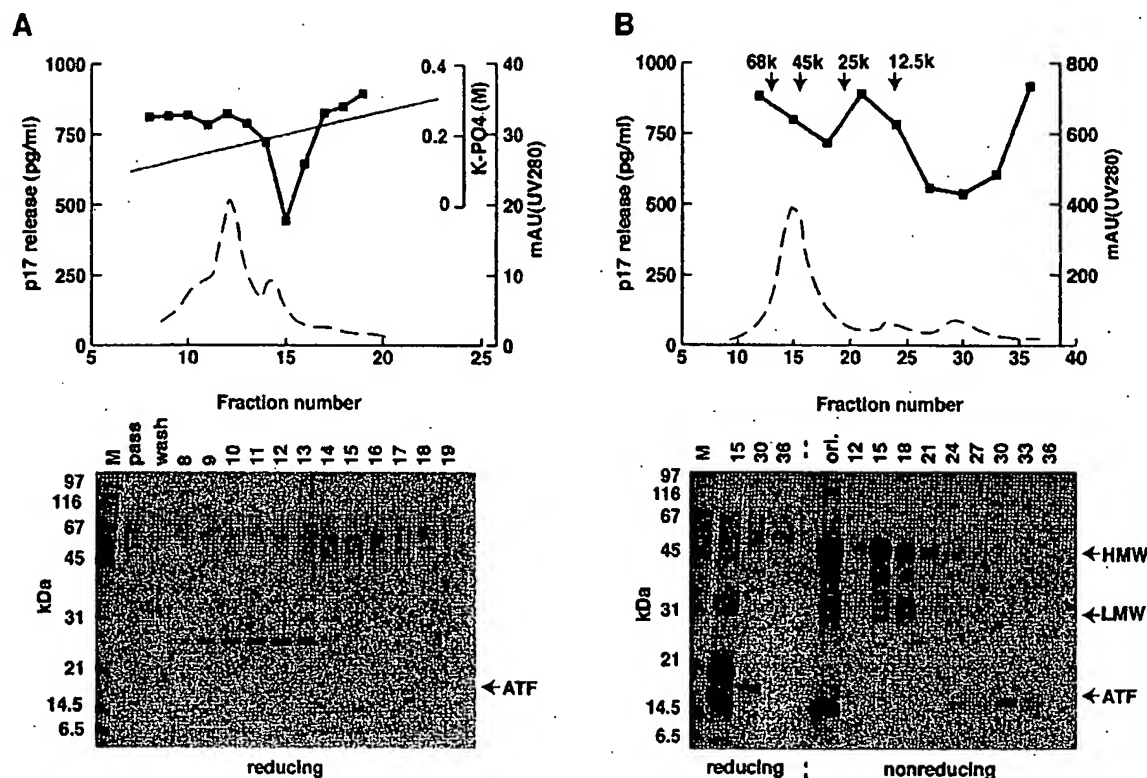 A
1000
750
500
250
0
p17 release (pg/ml)
0.4
0.2
0
K-PO4 (M)
40
30
20
10
0
mAU(UV280)
5 10 15 20 25
Fraction number
M pass wash 8 9 10 11 12 13 14 15 16 17 18 19
97
116
67
45
31
21
14.5
6.5
kDa
ATF
reducing
B
68k 45k 25k 12.5k
1000
750
500
250
0
p17 release (pg/ml)
800
600
400
200
0
mAU(UV280)
5 10 15 20 25 30 35 40
Fraction number
M 15 30 36 -- ori. 12 15 18 21 24 27 30 33 36
97
116
67
45
31
21
14.5
6.5
kDa
HMW
LMW
ATF
reducing nonreducing